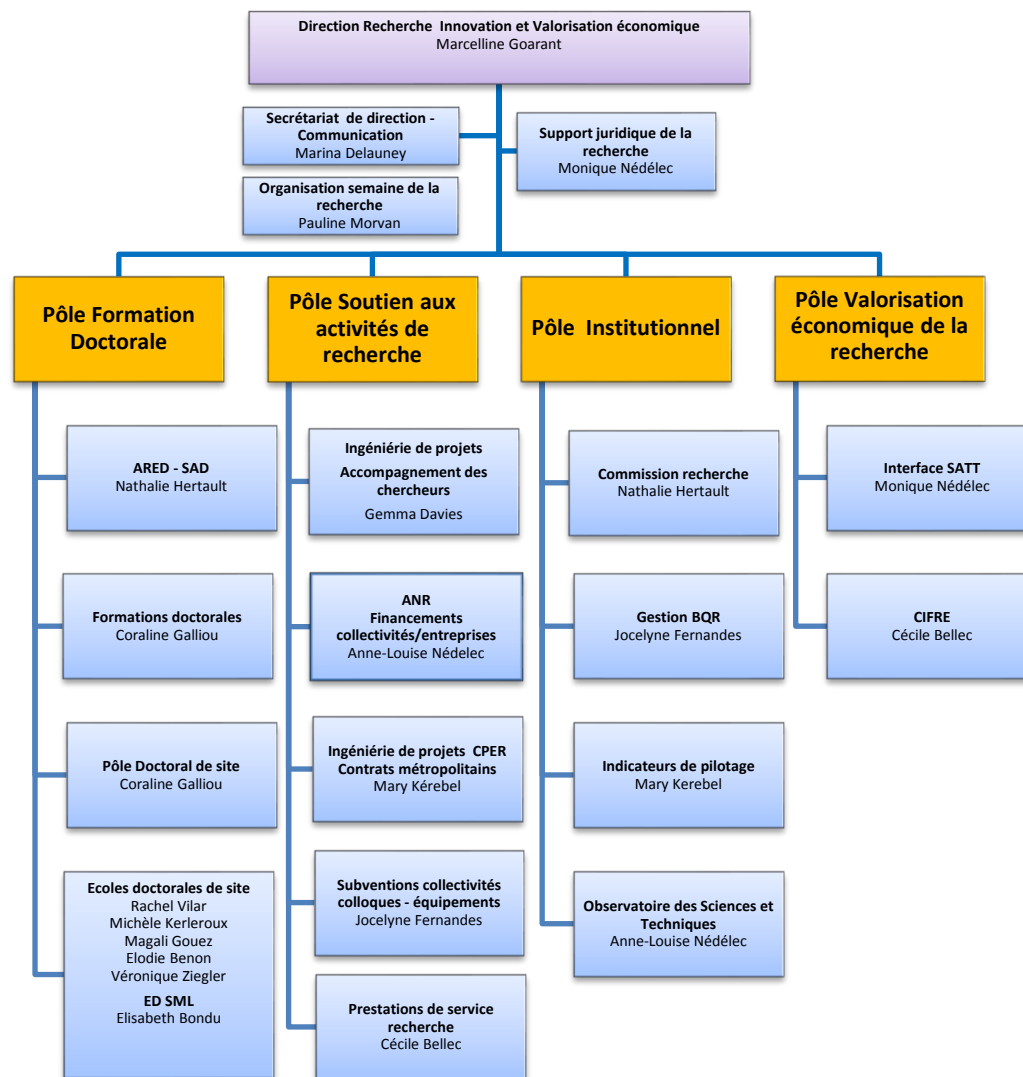 Direction Recherche Innovation et Valorisation économique
Marcelline Goarant
Secrétariat de direction -
Communication
Marina Delauney
Support juridique de la
recherche
Monique Nédélec
Organisation semaine de la
recherche
Pauline Morvan
Pôle Formation
Doctorale
ARED - SAD
Nathalie Hertault
Formations doctorales
Coraline Galliou
Pôle Doctoral de site
Coraline Galliou
Ecoles doctorales de site
Rachel Vilar
Michèle Kerleroux
Magali Gouez
Elodie Benon
Véronique Ziegler
ED SML
Elisabeth Bondu
Pôle Soutien aux
activités de
recherche
Ingéniérie de projets
Accompagnement des
chercheurs
Gemma Davies
ANR
Financements
collectivités/entreprises
Anne-Louise Nédelec
Ingéniérie de projets CPER
Contrats métropolitains
Mary Kérebel
Subventions collectivités
colloques - équipements
Jocelyne Fernandes
Prestations de service
recherche
Cécile Bellec
Pôle Institutionnel
Commission recherche
Nathalie Hertault
Gestion BQR
Jocelyne Fernandes
Indicateurs de pilotage
Mary Kerebel
Observatoire des Sciences et
Techniques
Anne-Louise Nédélec
Pôle Valorisation
économique de la
recherche
Interface SATT
Monique Nédélec
CIFRE
Cécile Bellec